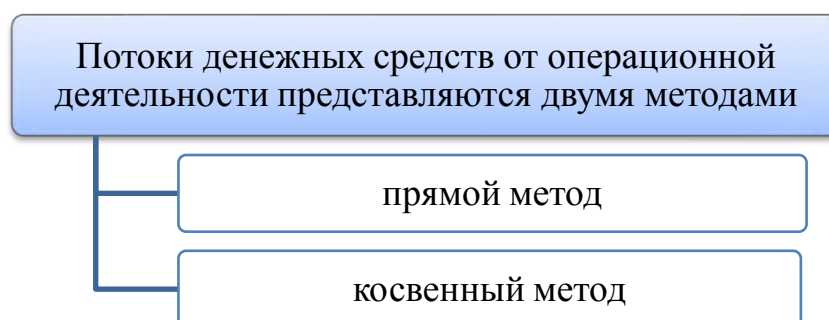 Потоки денежных средств от операционной
деятельности представляются двумя методами
прямой метод
косвенный метод